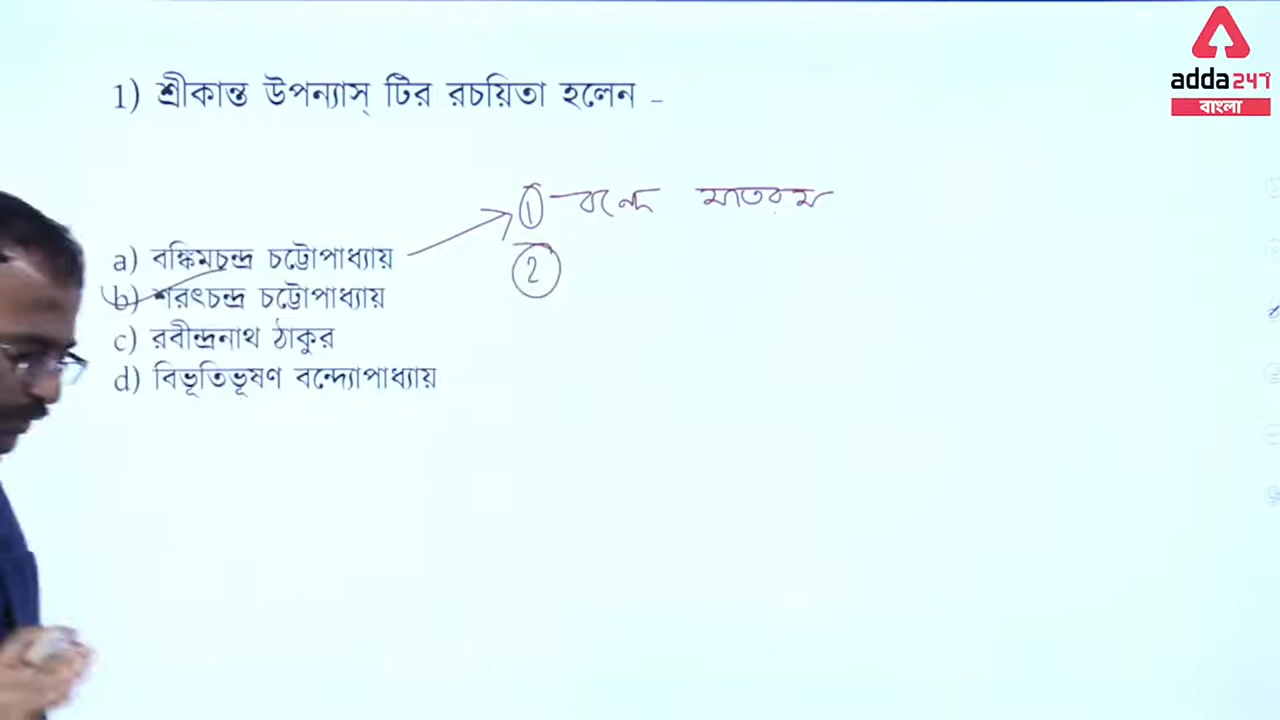 adda247
বাংলা
1) শ্রীকান্ত উপন্যাস্ টির রচয়িতা হলেন -
1 - বন্দে মাতরম
2
a) বঙ্কিমচন্দ্র চট্টোপাধ্যায়
b) শরৎচন্দ্র চট্টোপাধ্যায়
c) রবীন্দ্রনাথ ঠাকুর
d) বিভূতিভূষণ বন্দ্যোপাধ্যায়